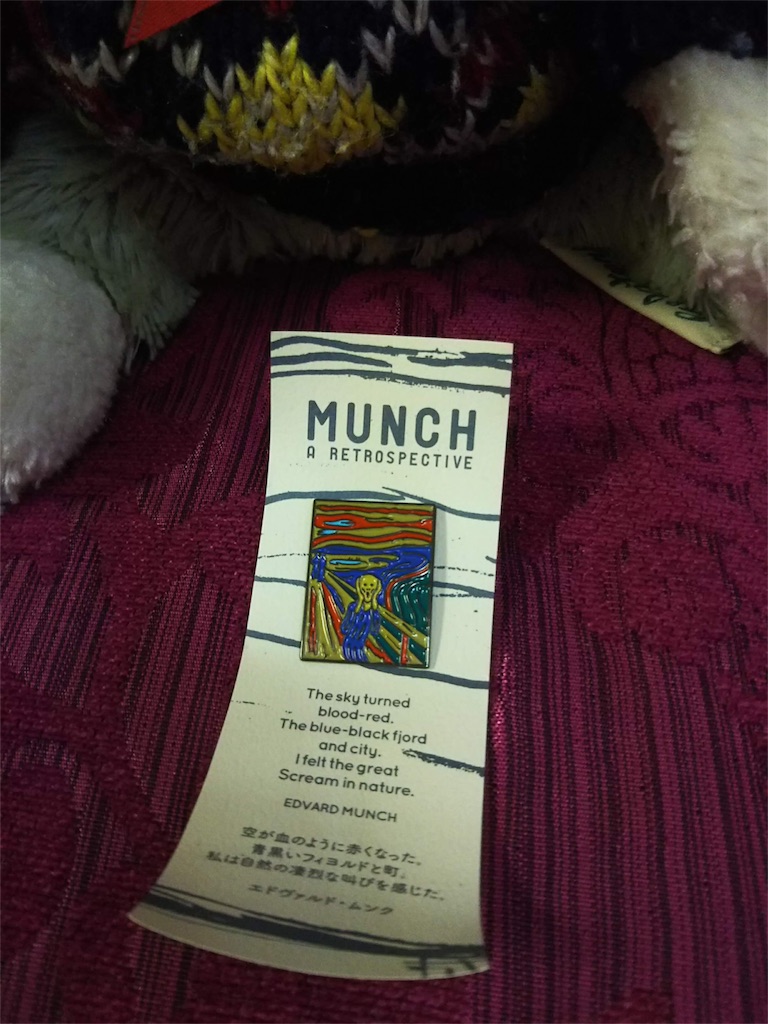 MUNCH
A RETROSPECTIVE
The sky turned
blood-red.
The blue-black fjord
and city.
I felt the great
Scream in nature.
EDVARD MUNCH
空が血のように赤くなった。
青黒いフィヨルドと町。
私は自然の凄烈な叫びを感じた。
エドヴァルド・ムンク